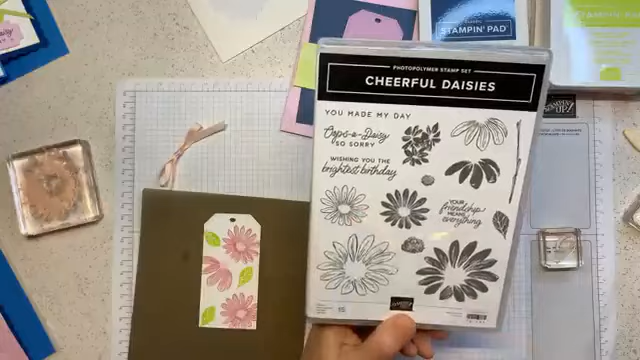 STAMPIN' PAD
PHOTOPOLYMER STAMP SET
CHEERFUL DAISIES
YOU MADE MY DAY
Oops-a-Daisy
SO SORRY
WISHING YOU THE
brightest birthday
YOUR
friendship
MEANS
everything